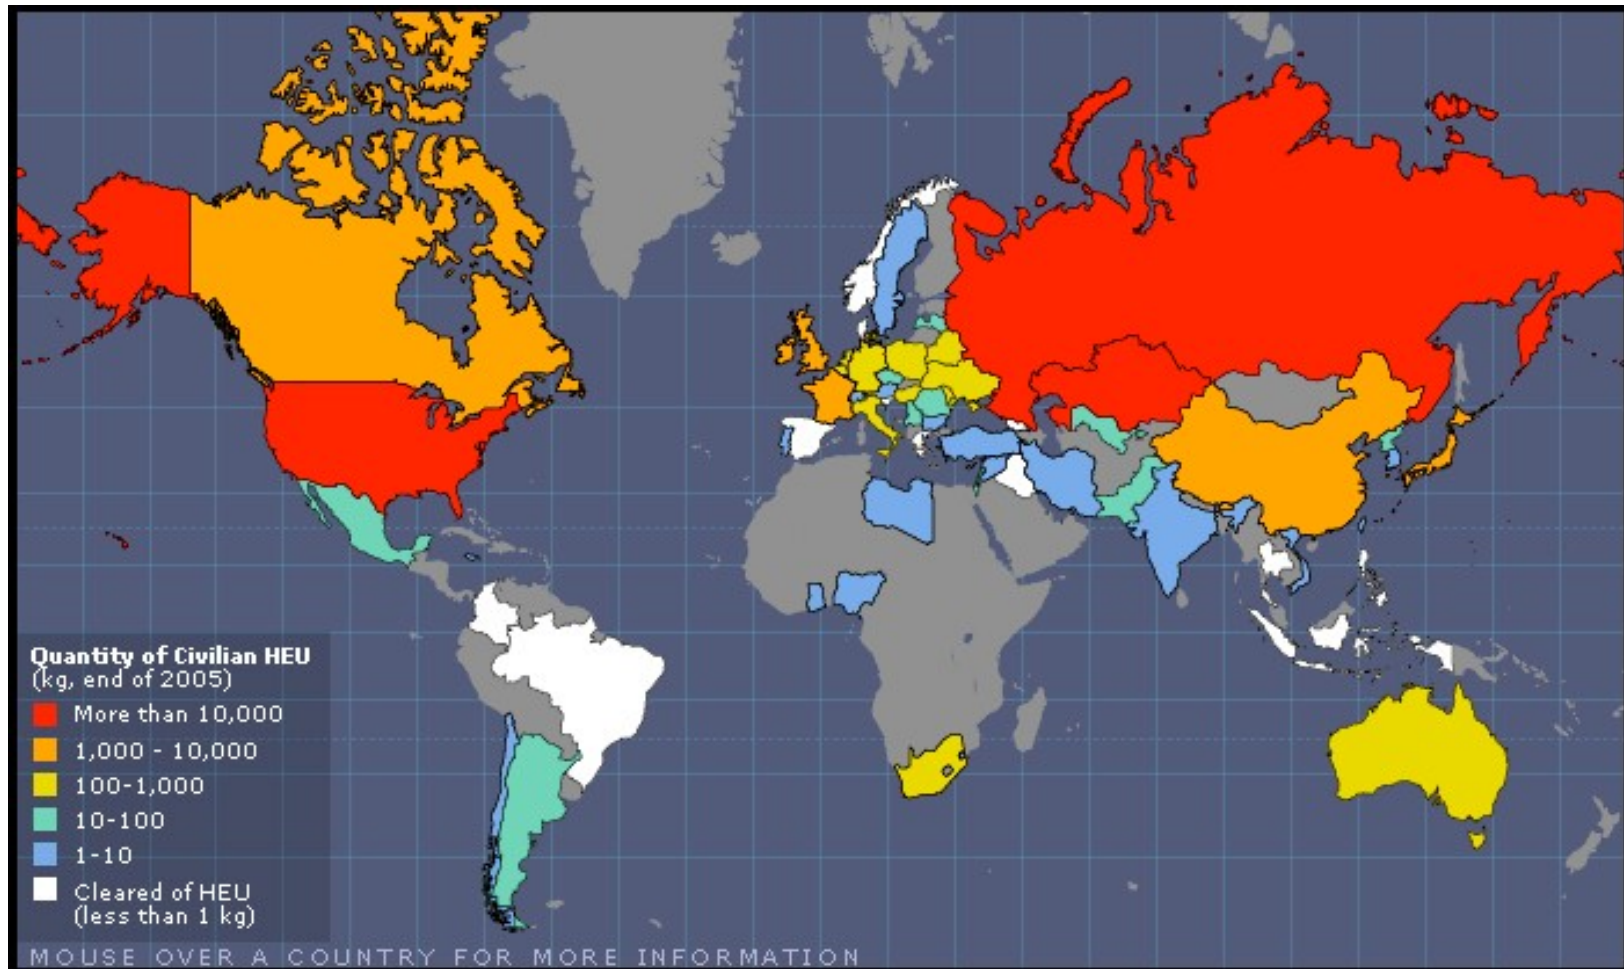 Quantity of Civilian HEU
(kg, end of 2005)
More than 10,000
1,000 - 10,000
100-1,000
10-100
1-10
Cleared of HEU
(less than 1 kg)
MOUSE OVER A COUNTRY FOR MORE INFORMATION